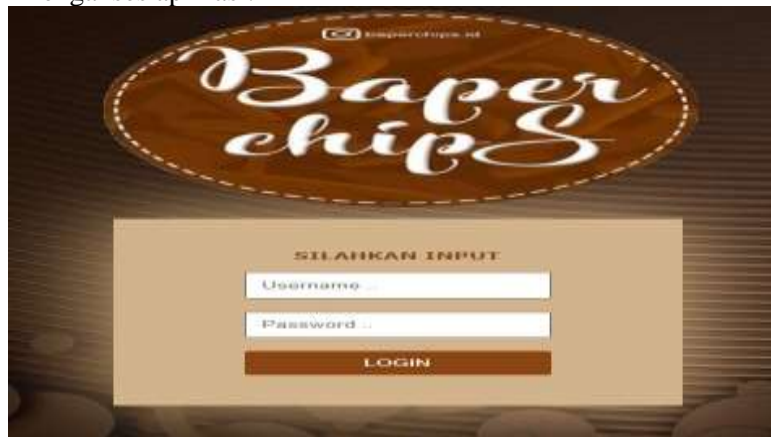 baperchips.id
Baper
chips
SILAHKAN INPUT
Username ..
Password ..
LOGIN